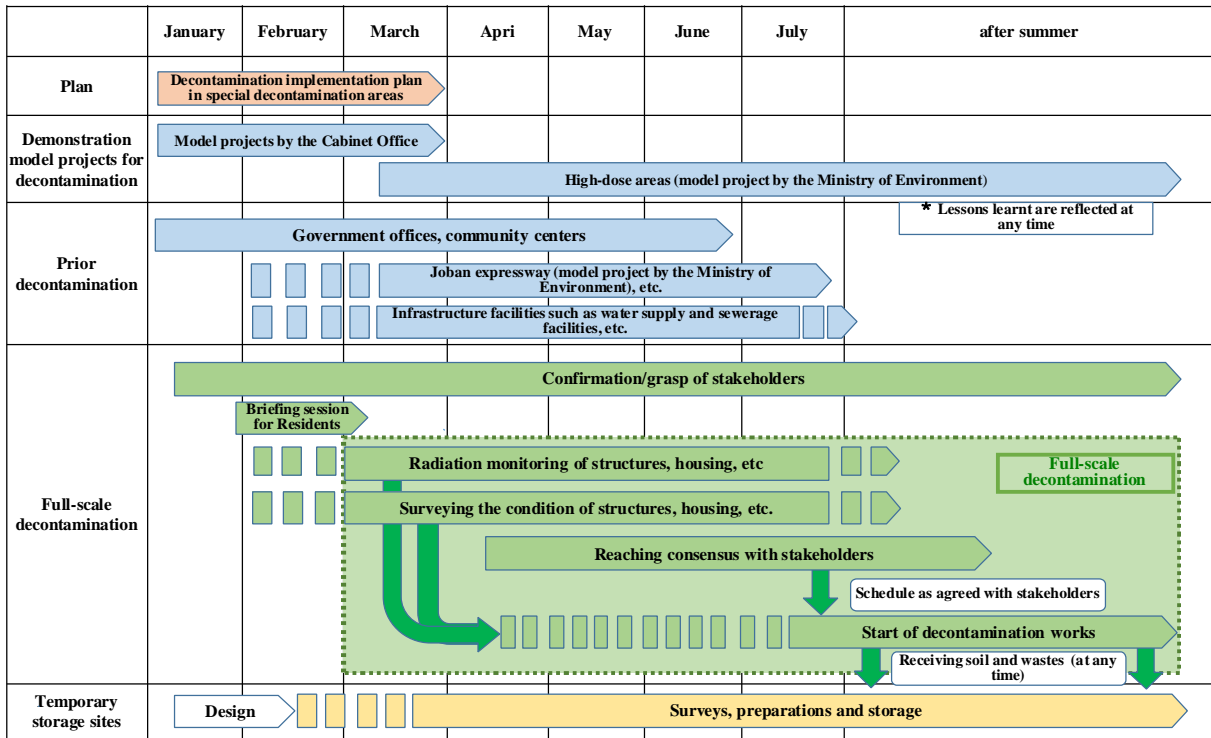 January February March Apri May June July after summer
Plan
Decontamination implementation plan
in special decontamination areas
Demonstration
model projects for
decontamination
Model projects by the Cabinet Office
High-dose areas (model project by the Ministry of Environment)
* Lessons learnt are reflected at
any time
Prior
decontamination
Government offices, community centers
Joban expressway (model project by the Ministry of
Environment), etc.
Infrastructure facilities such as water supply and sewerage
facilities, etc.
Full-scale
decontamination
Confirmation/grasp of stakeholders
Briefing session
for Residents
Full-scale
decontamination
Radiation monitoring of structures, housing, etc
Surveying the condition of structures, housing, etc.
Reaching consensus with stakeholders
Schedule as agreed with stakeholders
Start of decontamination works
Receiving soil and wastes (at any
time)
Temporary
storage sites
Design
Surveys, preparations and storage